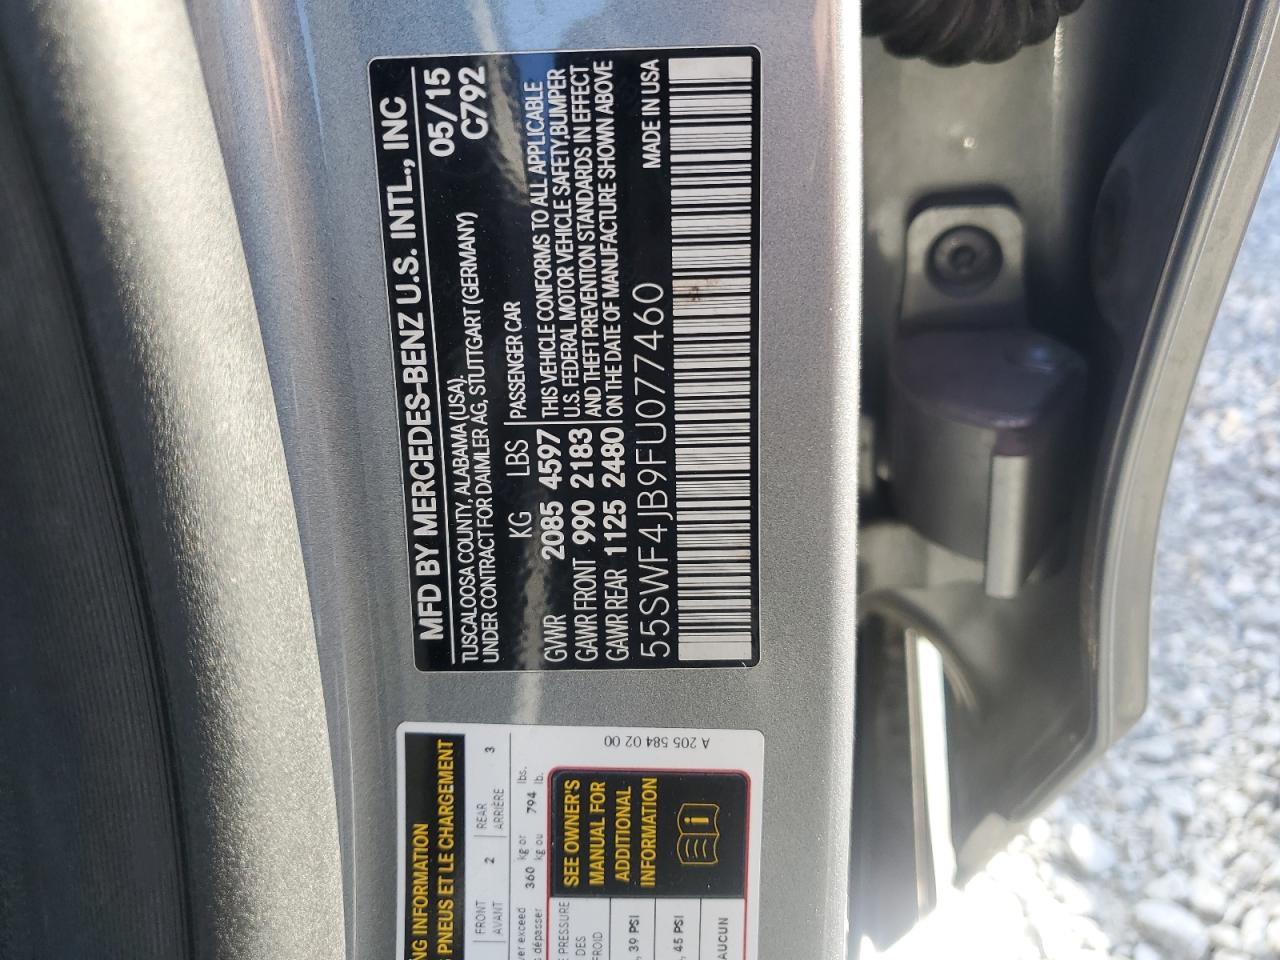 MFD BY MERCEDES-BENZ U.S. INTL., INC
TUSCALOOSA COUNTY, ALABAMA (USA), 05/15
UNDER CONTRACT FOR DAIMLER AG, STUTTGART (GERMANY) C792
KG LBS PASSENGER CAR
GVWR 2085 4597 THIS VEHICLE CONFORMS TO ALL APPLICABLE
U.S. FEDERAL MOTOR VEHICLE SAFETY, BUMPER
GAWR FRONT 990 2183 AND THEFT PREVENTION STANDARDS IN EFFECT
GAWR REAR 1125 2480 ON THE DATE OF MANUFACTURE SHOWN ABOVE
55SWF4JB9FU077460 MADE IN USA
NG INFORMATION
PNEUS ET LE CHARGEMENT
FRONT 2 REAR 3
AVANT ARRIÈRE
ver exceed 360 kg or 794 lbs.
dépasser kg ou lb.
PRESSURE
DES
FROID
, 39 PSI
, 45 PSI
AUCUN
SEE OWNER'S
MANUAL FOR
ADDITIONAL
INFORMATION
A 205 584 02 00